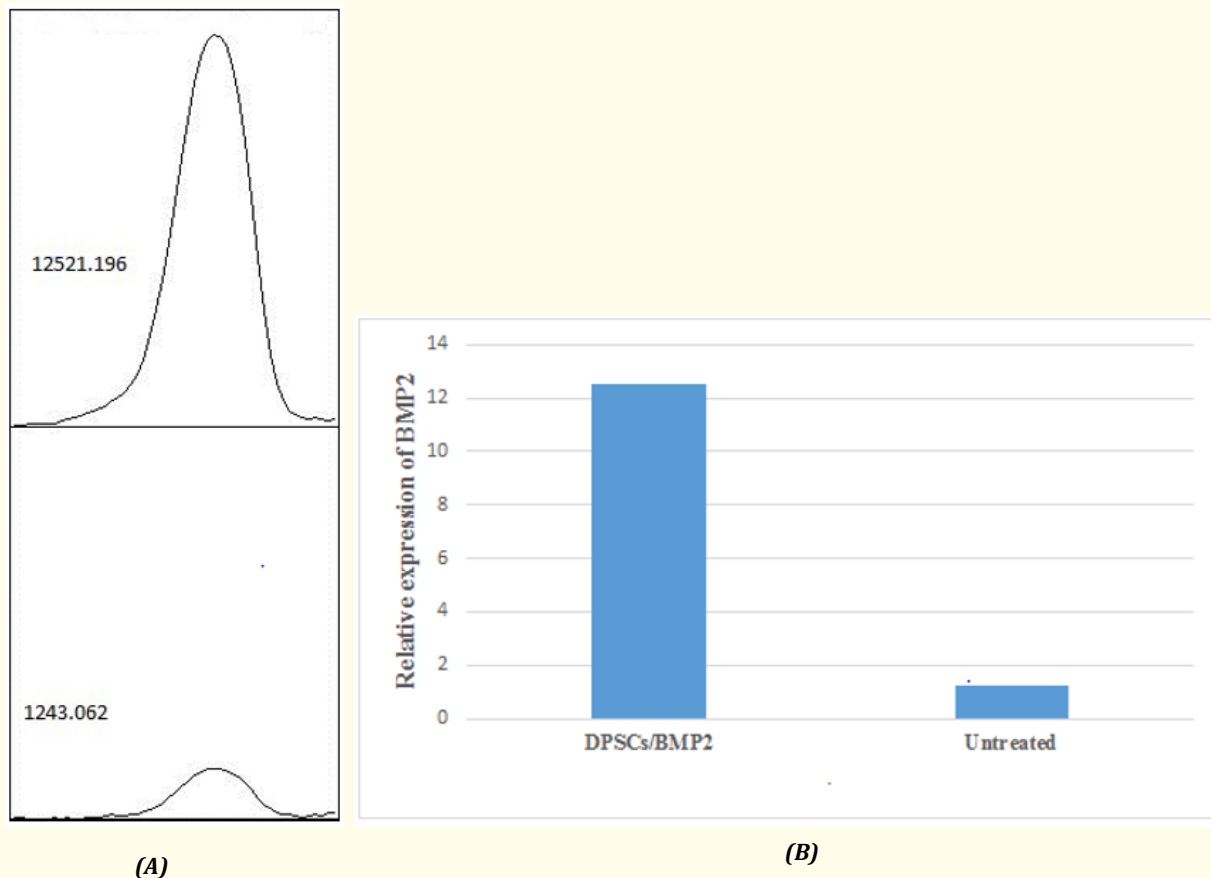 12521.196
1243.062
(A)
Relative expression of BMP2
14
12
10
8
6
4
2
0
DPSCs/BMP2
Untreated
(B)